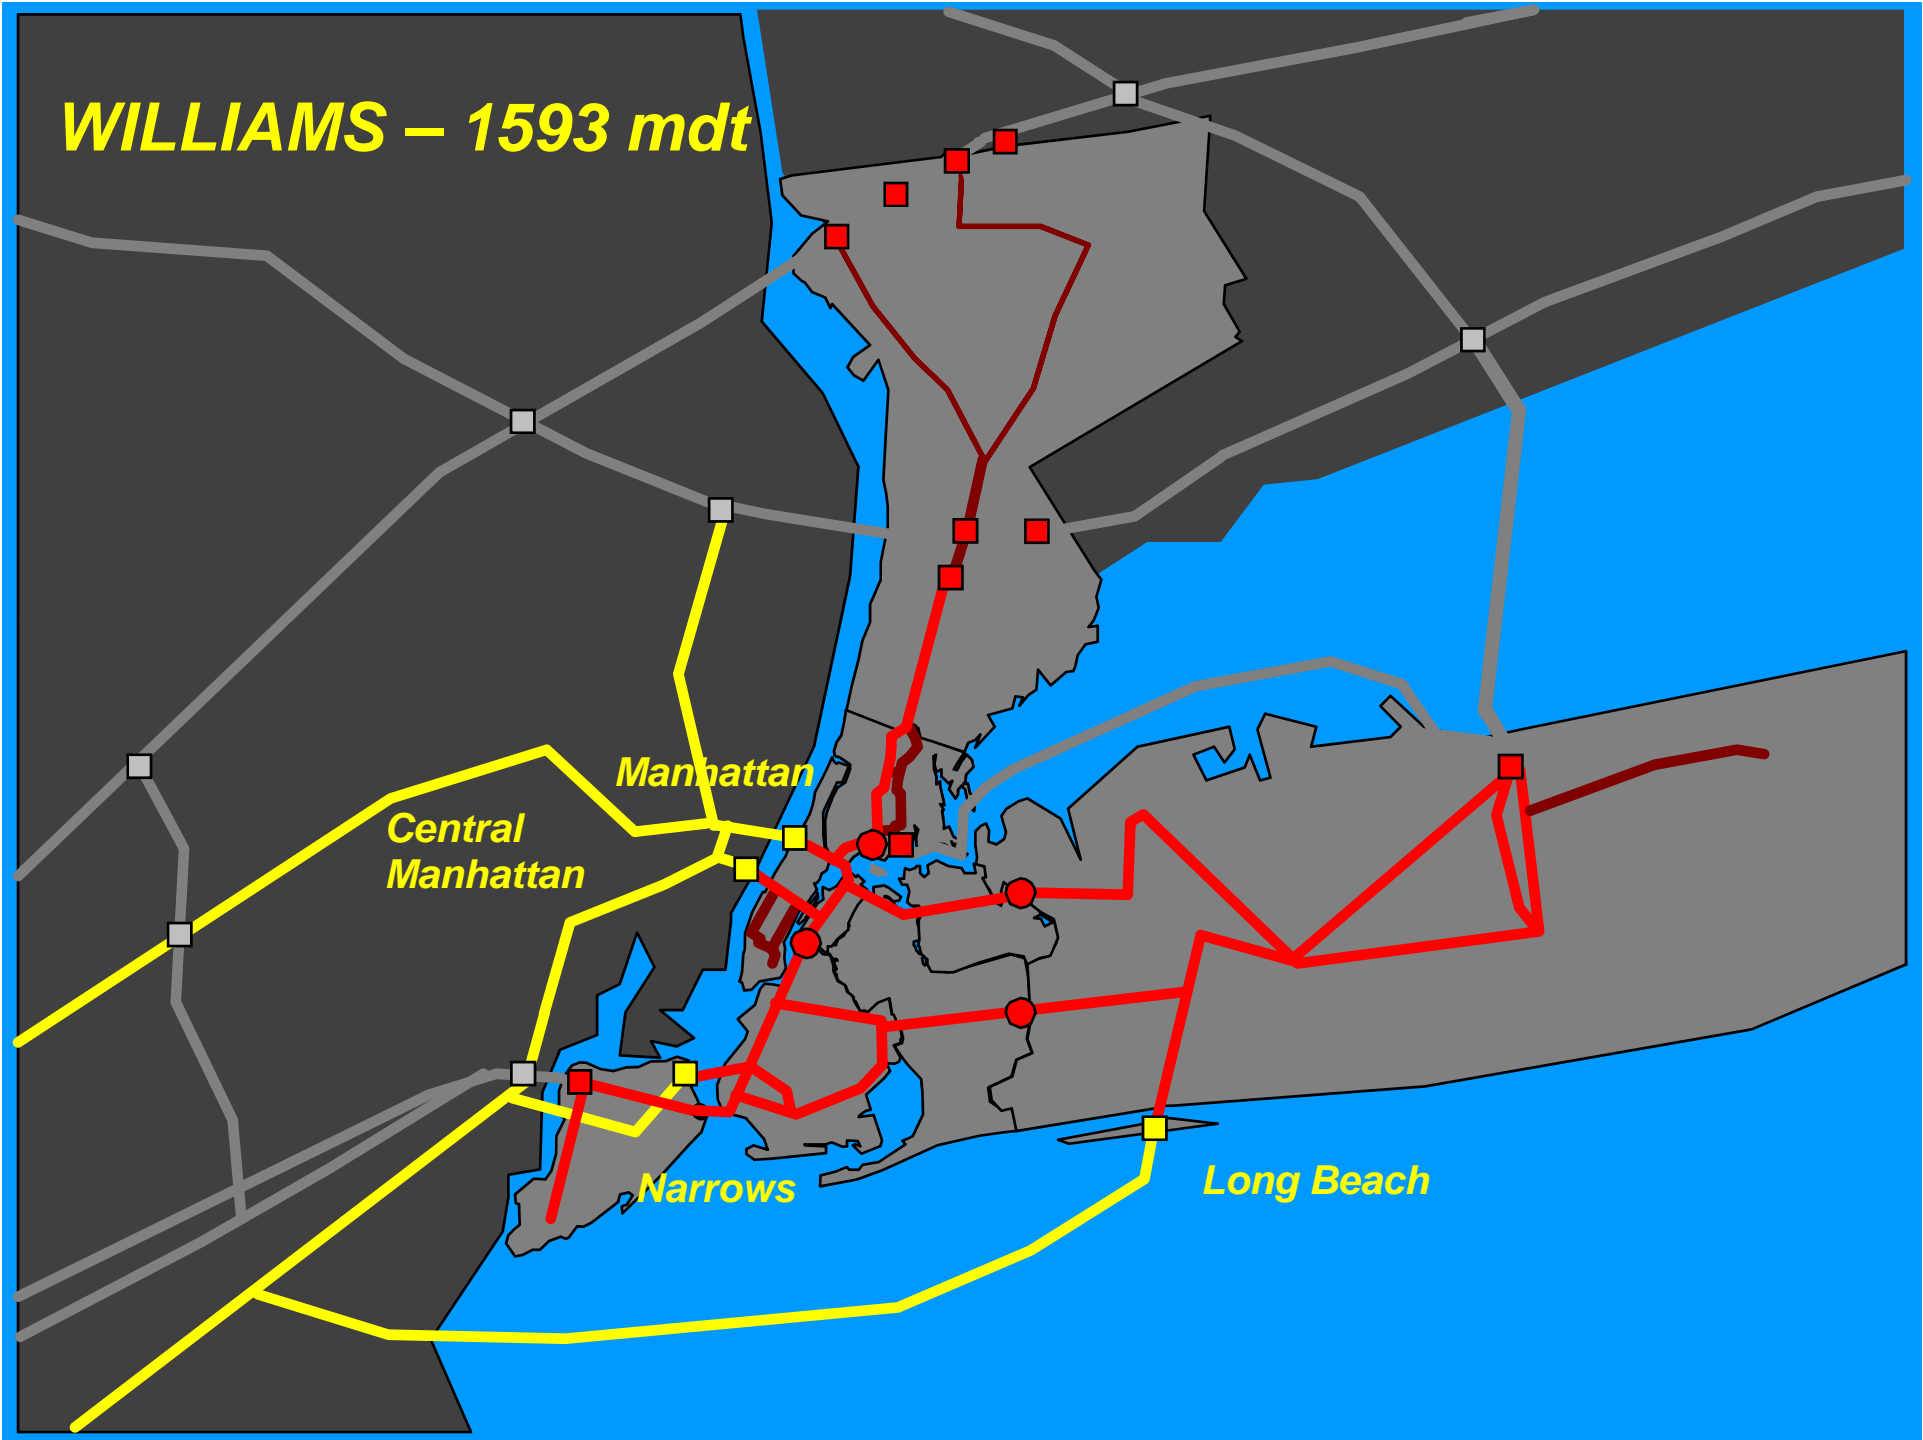 WILLIAMS – 1593 mdt
Manhattan
Central
Manhattan
Narrows
Long Beach